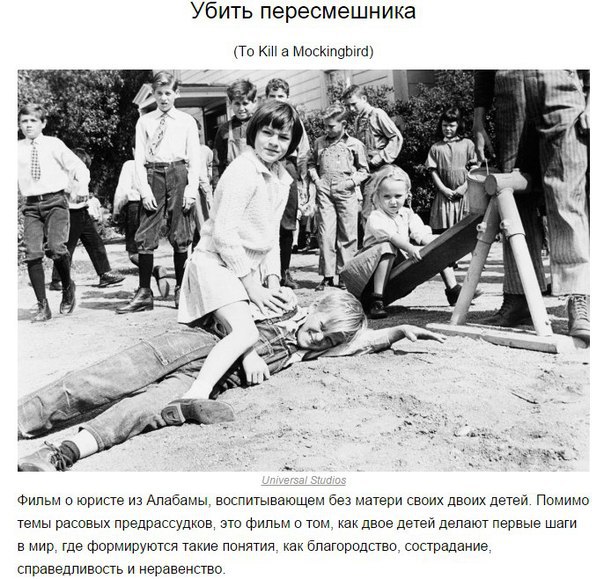 Убить пересмешника
(To Kill a Mockingbird)
Universal Studios
Фильм о юристе из Алабамы, воспитывающем без матери своих двоих детей. Помимо
темы расовых предрассудков, это фильм о том, как двое детей делают первые шаги
в мир, где формируются такие понятия, как благородство, сострадание,
справедливость и неравенство.